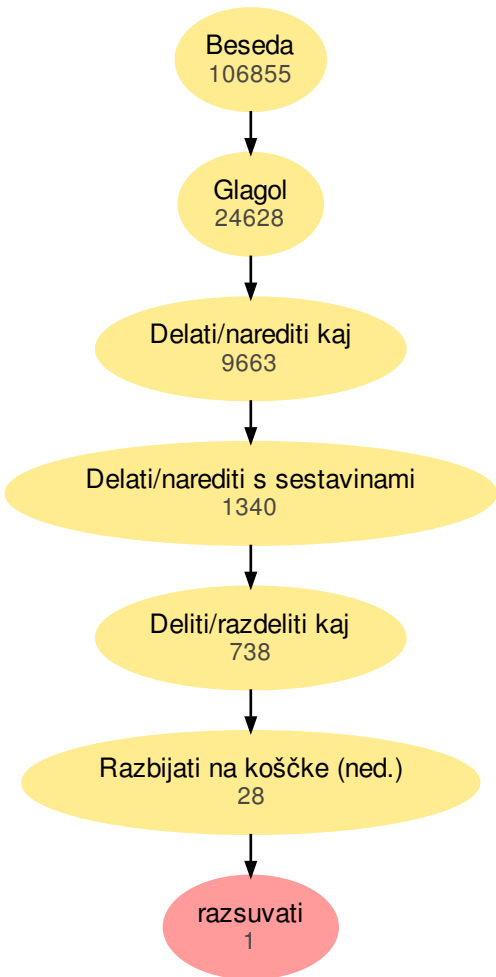 Beseda
106855
Glagol
24628
Delati/narediti kaj
9663
Delati/narediti s sestavinami
1340
Deliti/razdeliti kaj
738
Razbijati na koščke (ned.)
28
razsuvati
1